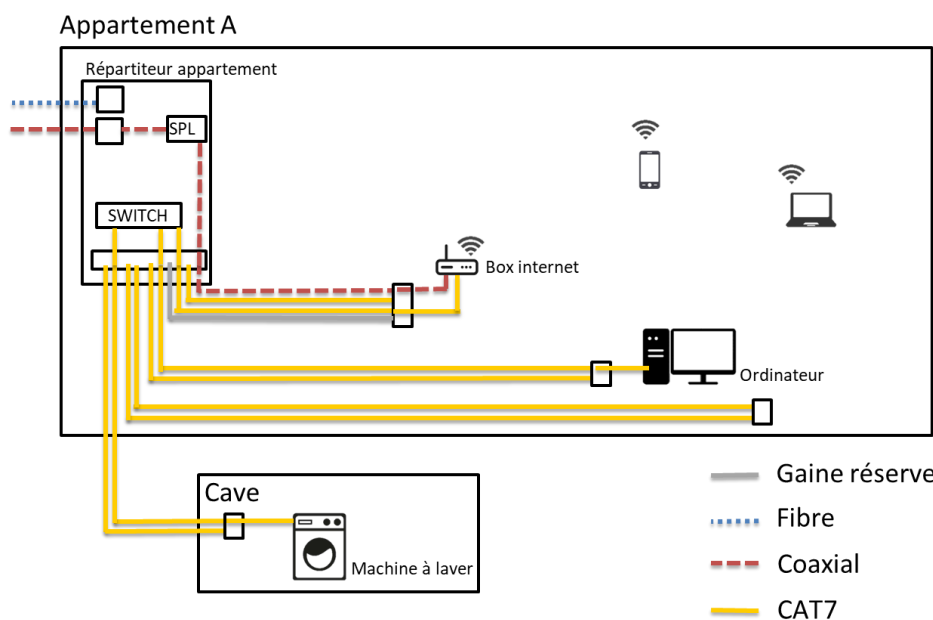 Appartement A
Répartiteur appartement
SPL
SWITCH
Box internet
Ordinateur
Cave
Machine à laver
Gaine réserve
Fibre
Coaxial
CAT7